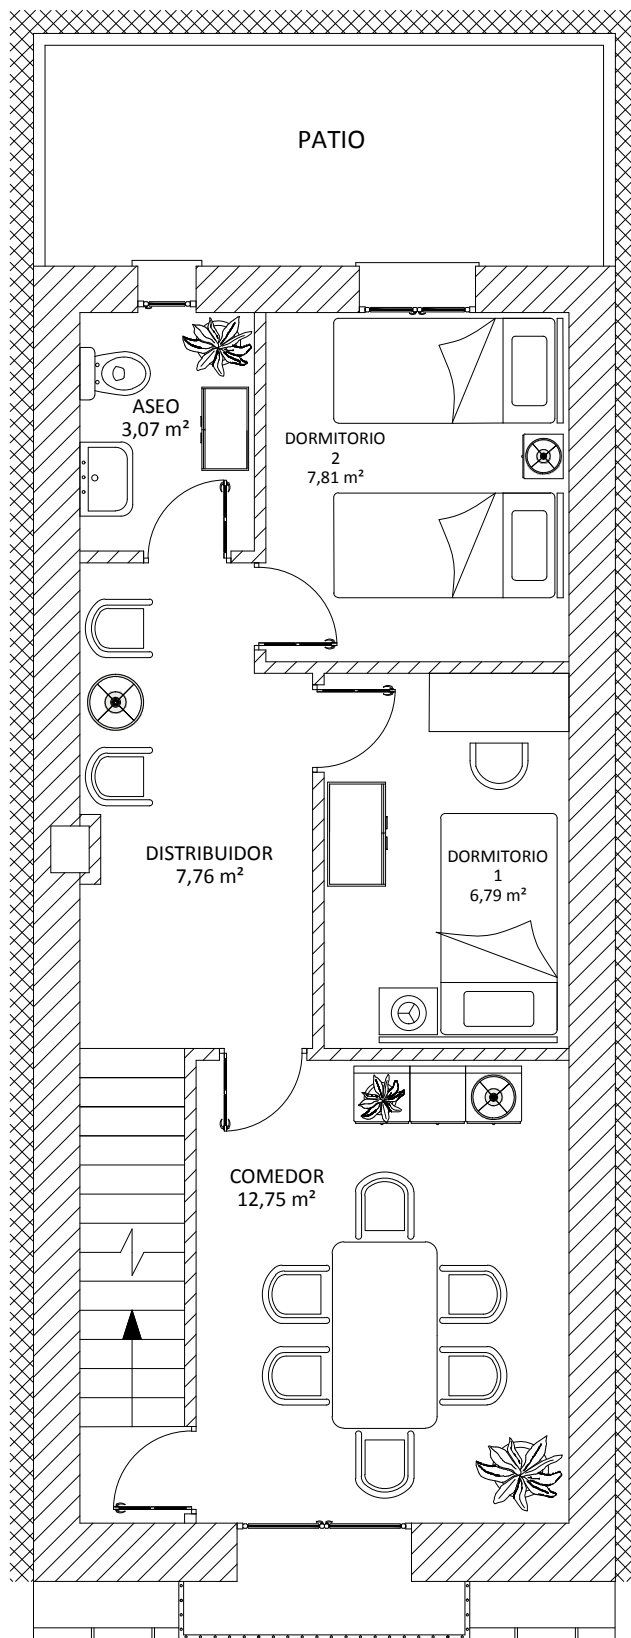 PATIO
ASEO
3,07 m²
DORMITORIO
2
7,81 m²
DISTRIBUIDOR
7,76 m²
DORMITORIO
1
6,79 m²
COMEDOR
12,75 m²